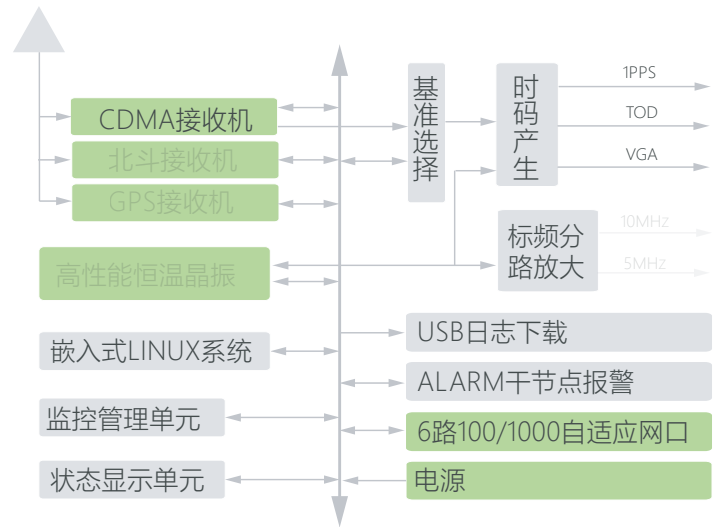 CDMA接收机
北斗接收机
GPS接收机
高性能恒温晶振
嵌入式LINUX系统
监控管理单元
状态显示单元
基准选择
时码产生
1PPS
TOD
VGA
标频分
路放大
10MHz
5MHz
USB日志下载
ALARM干节点报警
6路100/1000自适应网口
电源